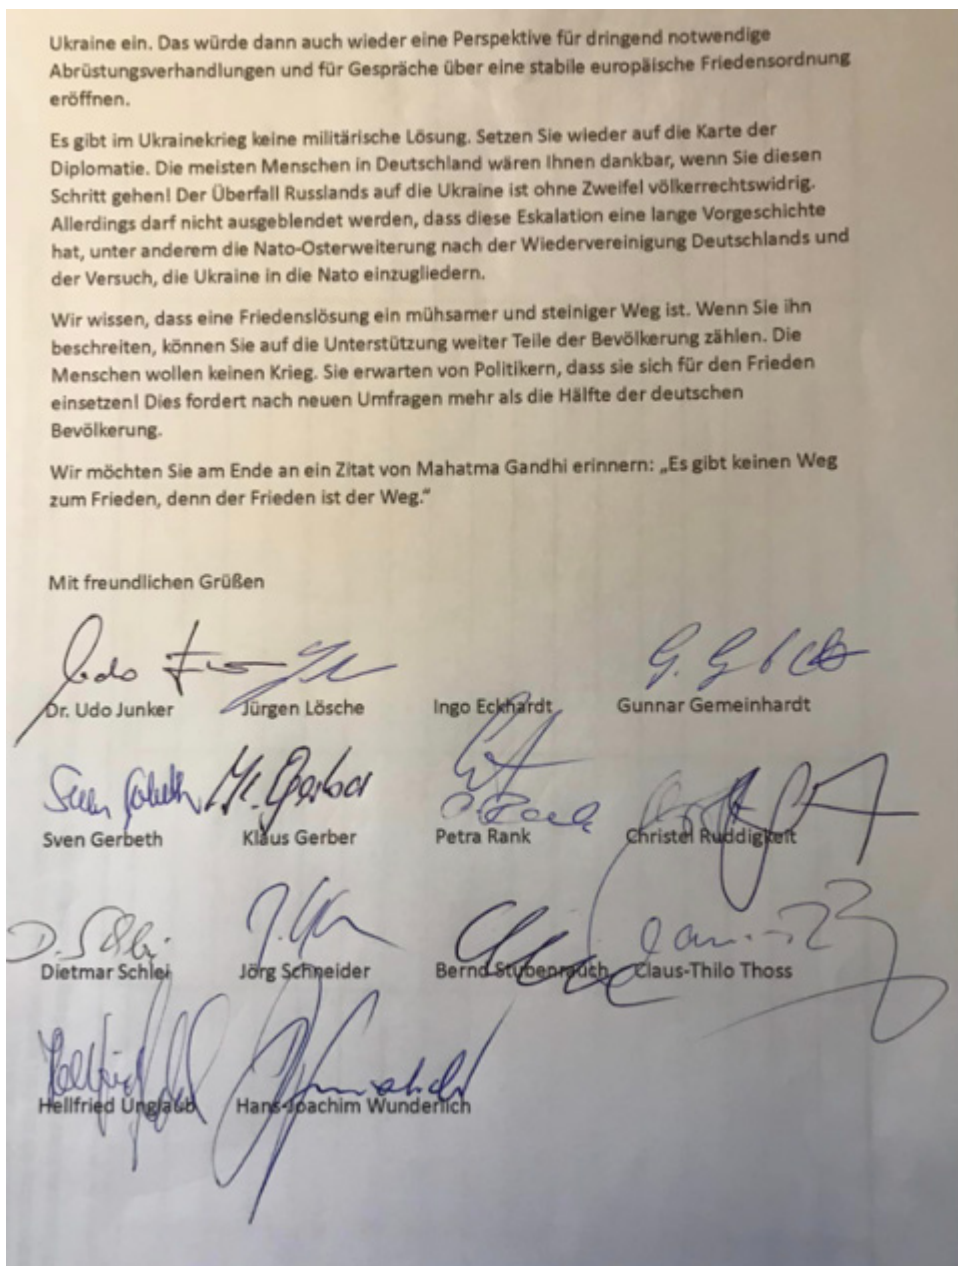 Ukraine ein. Das würde dann auch wieder eine Perspektive für dringend notwendige
Abrüstungsverhandlungen und für Gespräche über eine stabile europäische Friedensordnung
eröffnen.
Es gibt im Ukrainekrieg keine militärische Lösung. Setzen Sie wieder auf die Karte der
Diplomatie. Die meisten Menschen in Deutschland wären Ihnen dankbar, wenn Sie diesen
Schritt gehen! Der Überfall Russlands auf die Ukraine ist ohne Zweifel völkerrechtswidrig.
Allerdings darf nicht ausgeblendet werden, dass diese Eskalation eine lange Vorgeschichte
hat, unter anderem die Nato-Osterweiterung nach der Wiedervereinigung Deutschlands und
der Versuch, die Ukraine in die Nato einzugliedern.
Wir wissen, dass eine Friedenslösung ein mühsamer und steiniger Weg ist. Wenn Sie ihn
beschreiten, können Sie auf die Unterstützung weiter Teile der Bevölkerung zählen. Die
Menschen wollen keinen Krieg. Sie erwarten von Politikern, dass sie sich für den Frieden
einsetzen! Dies fordert nach neuen Umfragen mehr als die Hälfte der deutschen
Bevölkerung.
Wir möchten Sie am Ende an ein Zitat von Mahatma Gandhi erinnern: „Es gibt keinen Weg
zum Frieden, denn der Frieden ist der Weg.“
Mit freundlichen Grüßen
Dr. Udo Junker Jürgen Lösche Ingo Eckhardt Gunnar Gemeinhardt
Sven Gerbeth Klaus Gerber Petra Rank Christel Ruddigkeit
Dietmar Schlei Jörg Schneider Bernd Stubenrauch Claus-Thilo Thoss
Hellfried Unglaub Hans-Joachim Wunderlich